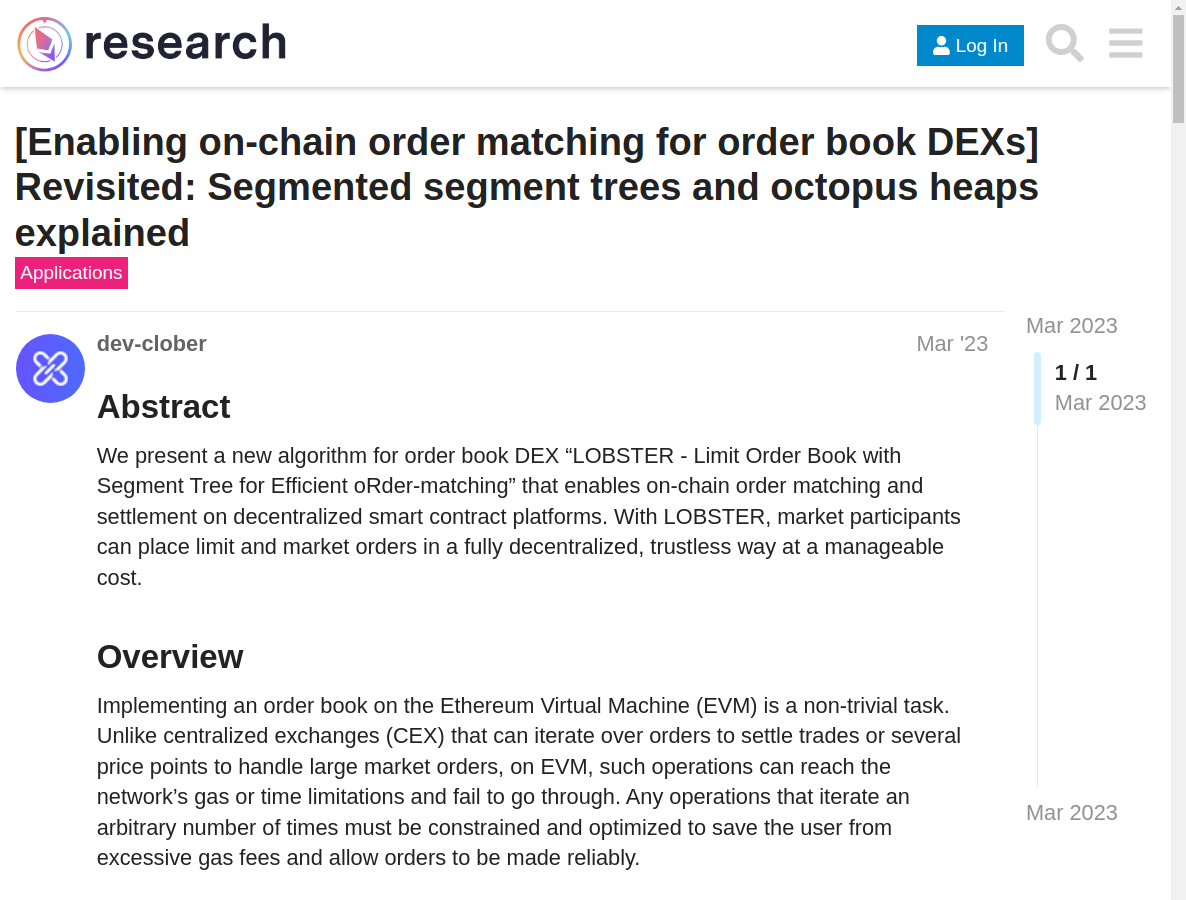 research
Log In
[Enabling on-chain order matching for order book DEXs]
Revisited: Segmented segment trees and octopus heaps
explained
Applications
dev-clober
Mar '23
Abstract
We present a new algorithm for order book DEX “LOBSTER - Limit Order Book with
Segment Tree for Efficient oRder-matching” that enables on-chain order matching and
settlement on decentralized smart contract platforms. With LOBSTER, market participants
can place limit and market orders in a fully decentralized, trustless way at a manageable
cost.
Overview
Implementing an order book on the Ethereum Virtual Machine (EVM) is a non-trivial task.
Unlike centralized exchanges (CEX) that can iterate over orders to settle trades or several
price points to handle large market orders, on EVM, such operations can reach the
network’s gas or time limitations and fail to go through. Any operations that iterate an
arbitrary number of times must be constrained and optimized to save the user from
excessive gas fees and allow orders to be made reliably.
Mar 2023
1 / 1
Mar 2023
Mar 2023